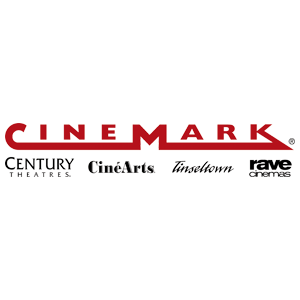 CINEMARK®
CENTURY CinéArts Tinseltown rave
THEATRES® cinemas